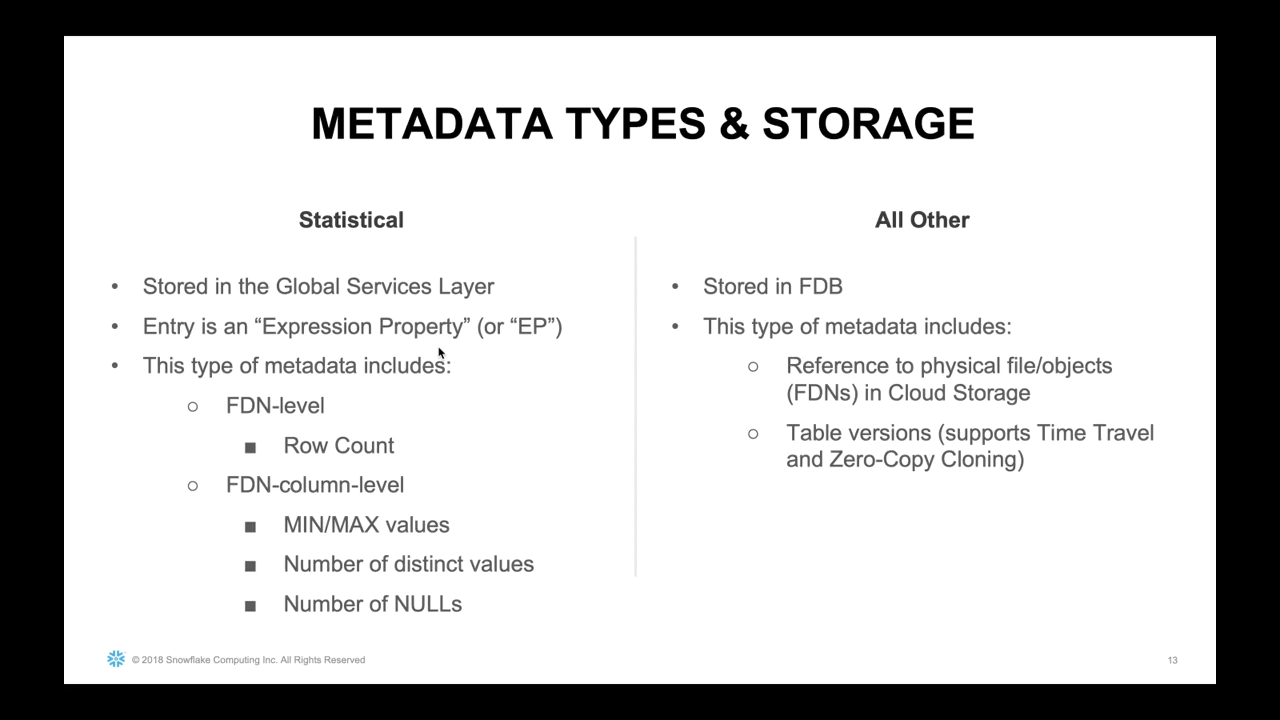 METADATA TYPES & STORAGE
Statistical
• Stored in the Global Services Layer
• Entry is an “Expression Property” (or “EP”)
• This type of metadata includes:
○ FDN-level
■ Row Count
○ FDN-column-level
■ MIN/MAX values
■ Number of distinct values
■ Number of NULLs
All Other
• Stored in FDB
• This type of metadata includes:
○ Reference to physical file/objects
(FDNs) in Cloud Storage
○ Table versions (supports Time Travel
and Zero-Copy Cloning)
© 2018 Snowflake Computing Inc. All Rights Reserved
13